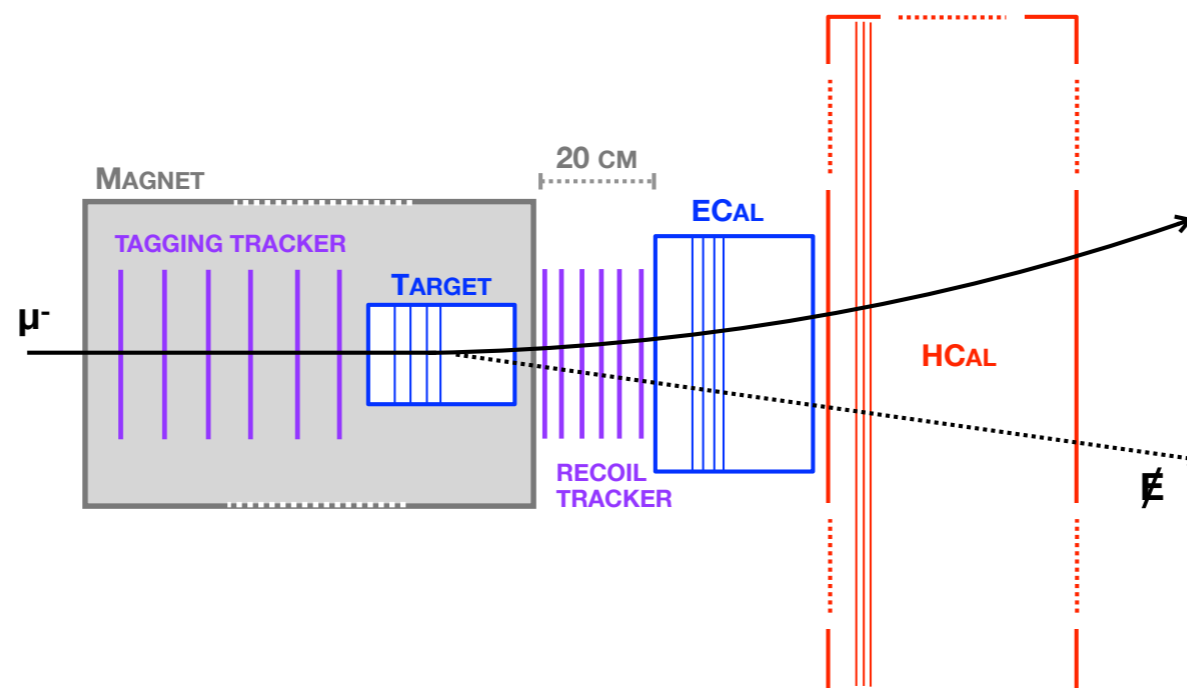 20 CM
MAGNET
ECAL
TAGGING TRACKER
TARGET
μ-
HCAL
RECOIL
TRACKER
E̸